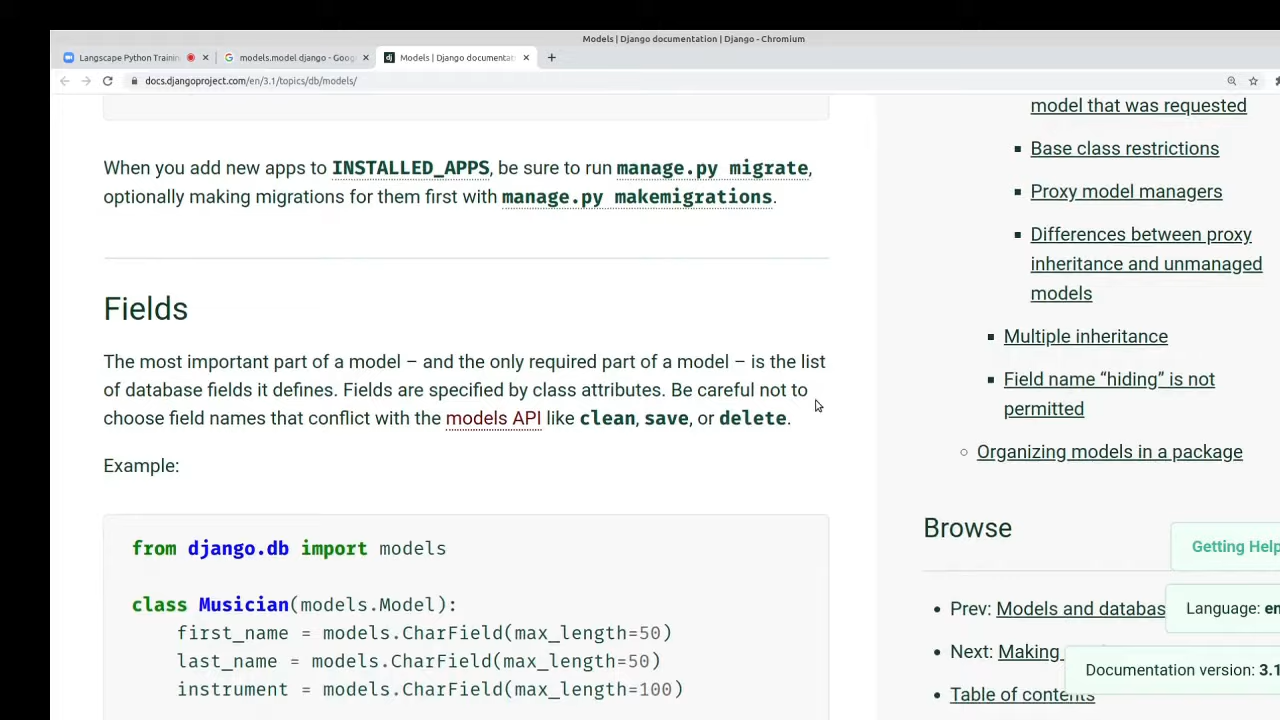 Models | Django documentation | Django - Chromium
Langscape Python Trainin
models.model django - Goog
Models | Django documentat
docs.djangoproject.com/en/3.1/topics/db/models/
When you add new apps to INSTALLED_APPS, be sure to run manage.py migrate,
optionally making migrations for them first with manage.py makemigrations.
Fields
The most important part of a model – and the only required part of a model – is the list
of database fields it defines. Fields are specified by class attributes. Be careful not to
choose field names that conflict with the models API like clean, save, or delete.
Example:
from django.db import models
class Musician(models.Model):
first_name = models.CharField(max_length=50)
last_name = models.CharField(max_length=50)
instrument = models.CharField(max_length=100)
model that was requested
Base class restrictions
Proxy model managers
Differences between proxy
inheritance and unmanaged
models
Multiple inheritance
Field name “hiding” is not
permitted
Organizing models in a package
Browse
Getting Help
Prev: Models and databas
Language: en
Next: Making
Documentation version: 3.1
Table of contents